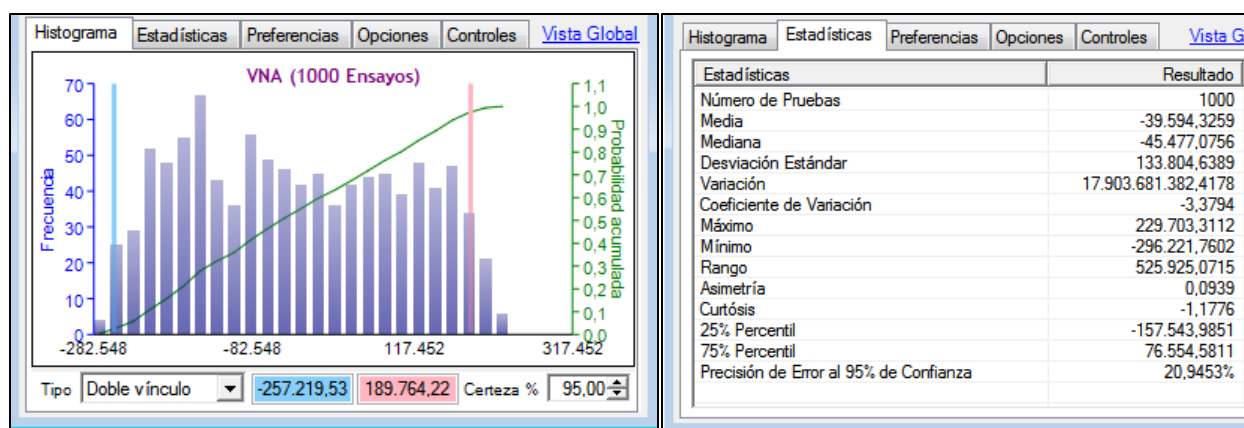 Histograma Estadísticas Preferencias Opciones Controles Vista Global
VNA (1000 Ensayos)
Frecuencia
70
60
50
40
30
20
10
0
-282.548 -82.548 117.452 317.452
1,1
1,0
0,9
0,8
0,7
0,6
0,5
0,4
0,3
0,2
0,1
0,0
Probabilidad acumulada
Tipo Doble vínculo -257.219,53 189.764,22 Certeza % 95,00
Histograma Estadísticas Preferencias Opciones Controles Vista G
Estadísticas Resultado
Número de Pruebas 1000
Media -39.594,3259
Mediana -45.477,0756
Desviación Estándar 133.804,6389
Variación 17.903.681.382,4178
Coeficiente de Variación -3,3794
Máximo 229.703,3112
Mínimo -296.221,7602
Rango 525.925,0715
Asimetría 0,0939
Curtósis -1,1776
25% Percentil -157.543,9851
75% Percentil 76.554,5811
Precisión de Error al 95% de Confianza 20,9453%